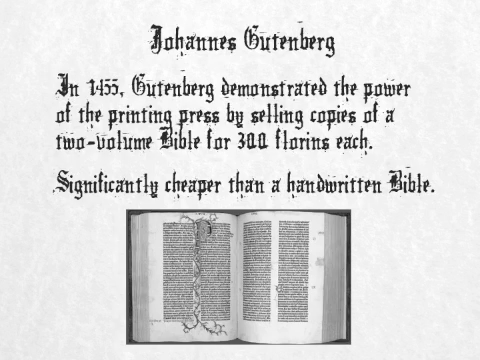 Johannes Gutenberg
In 1455, Gutenberg demonstrated the power
of the printing press by selling copies of a
two-volume Bible for 300 florins each.
Significantly cheaper than a handwritten Bible.